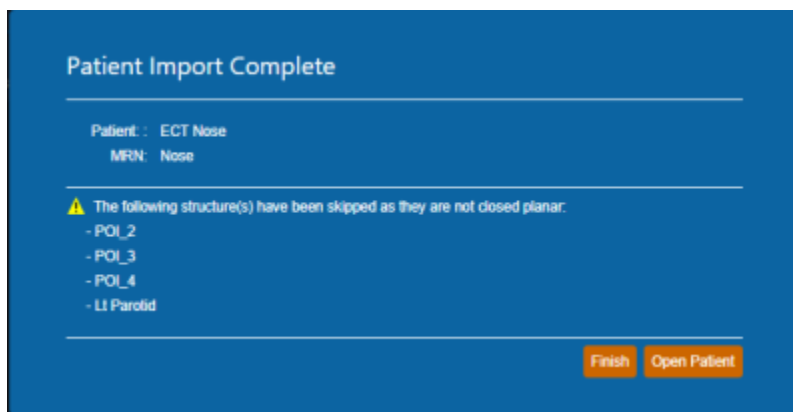 Patient Import Complete
Patient: : ECT Nose
MRN: Nose
The following structure(s) have been skipped as they are not closed planar:
- POI_2
- POI_3
- POI_4
- Lt Parotid
Finish Open Patient